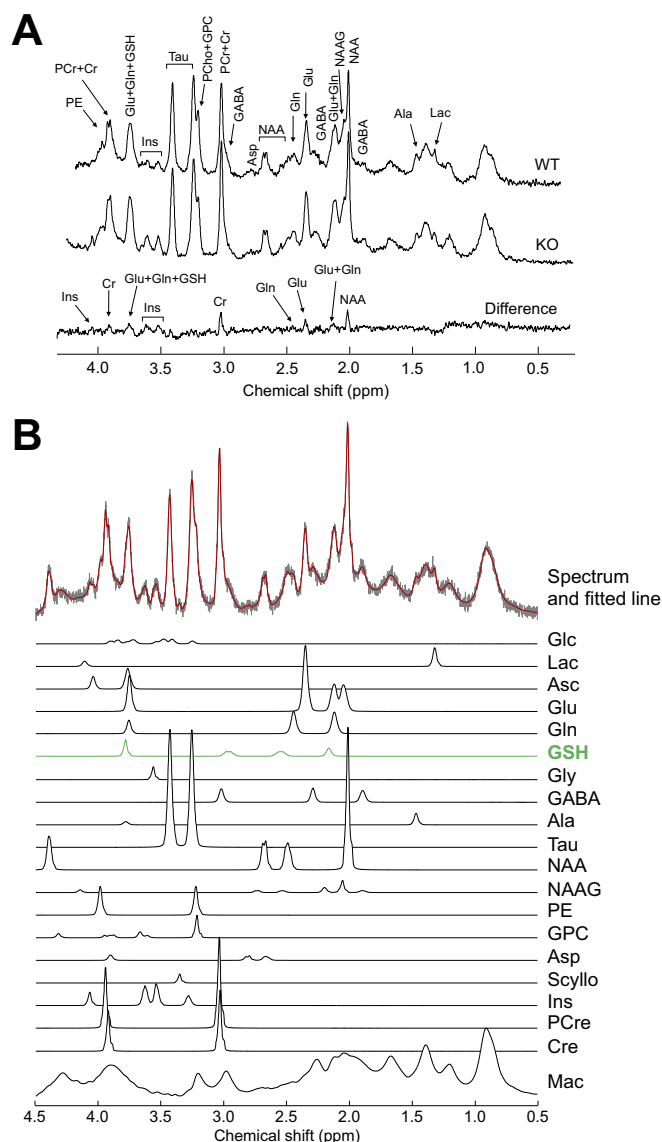 A
PCr+Cr
PE
Glu+Gln+GSH
Ins
Tau
PCho+GPC
PCr+Cr
GABA
Asp
NAA
Gln
Glu
GABA
Glu+Gln
NAAG
NAA
GABA
Ala
Lac
WT
KO
Difference
Ins
Cr
Glu+Gln+GSH
Ins
Cr
Gln
Glu
Glu+Gln
NAA
4.0 3.5 3.0 2.5 2.0 1.5 1.0 0.5
Chemical shift (ppm)
B
Spectrum
and fitted line
Glc
Lac
Asc
Glu
Gln
GSH
Gly
GABA
Ala
Tau
NAA
NAAG
PE
GPC
Asp
Scyllo
Ins
PCre
Cre
Mac
4.5 4.0 3.5 3.0 2.5 2.0 1.5 1.0 0.5
Chemical shift (ppm)